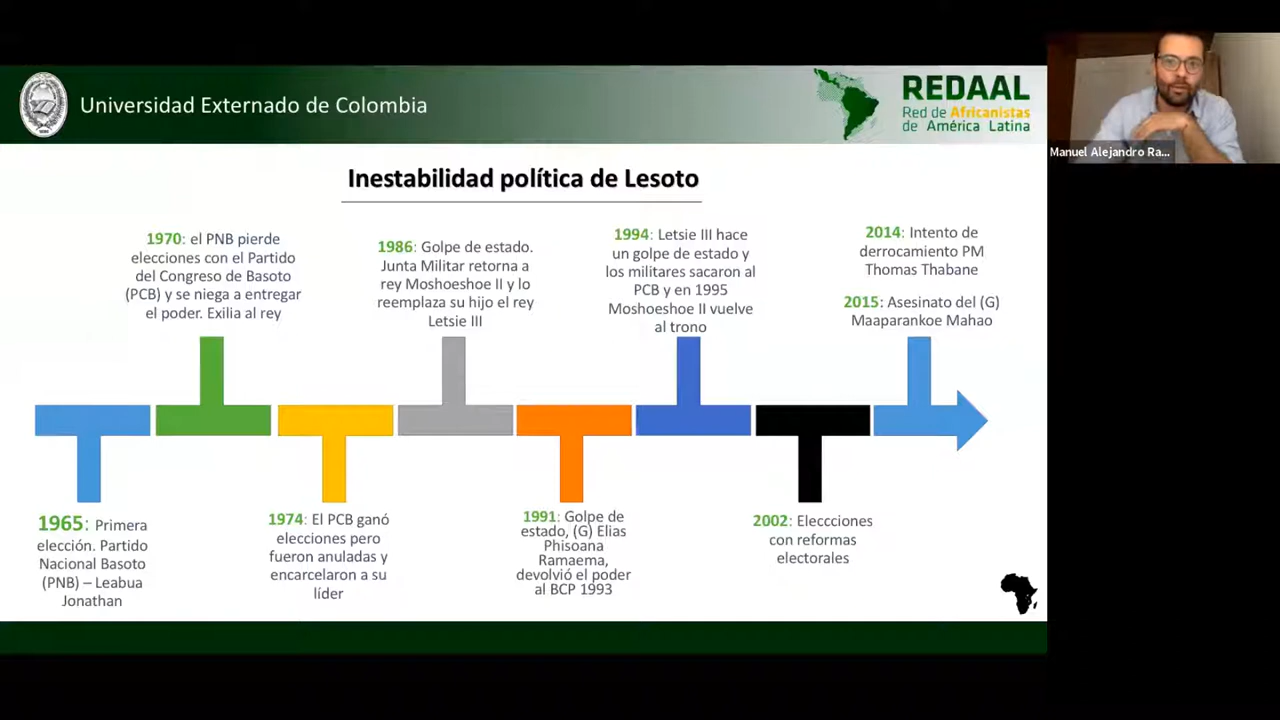 Universidad Externado de Colombia
REDAAL
Red de Africanistas
de América Latina
Manuel Alejandro Ra...
Inestabilidad política de Lesoto
1970: el PNB pierde
elecciones con el Partido
del Congreso de Basoto
(PCB) y se niega a entregar
el poder. Exilia al rey
1986: Golpe de estado.
Junta Militar retorna a
rey Moshoeshoe II y lo
reemplaza su hijo el rey
Letsie III
1994: Letsie III hace
un golpe de estado y
los militares sacaron al
PCB y en 1995
Moshoeshoe II vuelve
al trono
2014: Intento de
derrocamiento PM
Thomas Thabane
2015: Asesinato del (G)
Maaparankoe Mahao
1965: Primera
elección. Partido
Nacional Basoto
(PNB) – Leabua
Jonathan
1974: El PCB ganó
elecciones pero
fueron anuladas y
encarcelaron a su
líder
1991: Golpe de
estado, (G) Elias
Phisoana
Ramaema,
devolvió el poder
al BCP 1993
2002: Eleccciones
con reformas
electorales